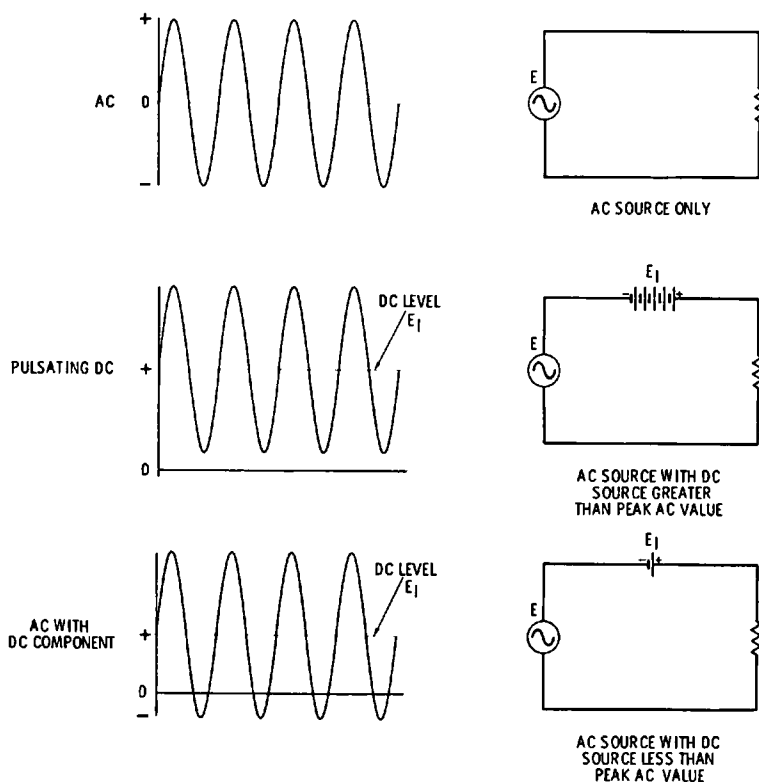 +
AC
0
−
E
AC SOURCE ONLY
DC LEVEL
E1
PULSATING DC
+
0
E1
- +
E
AC SOURCE WITH DC
SOURCE GREATER
THAN PEAK AC VALUE
DC LEVEL
E1
AC WITH
DC COMPONENT
+
0
−
E1
- +
E
AC SOURCE WITH DC
SOURCE LESS THAN
PEAK AC VALUE